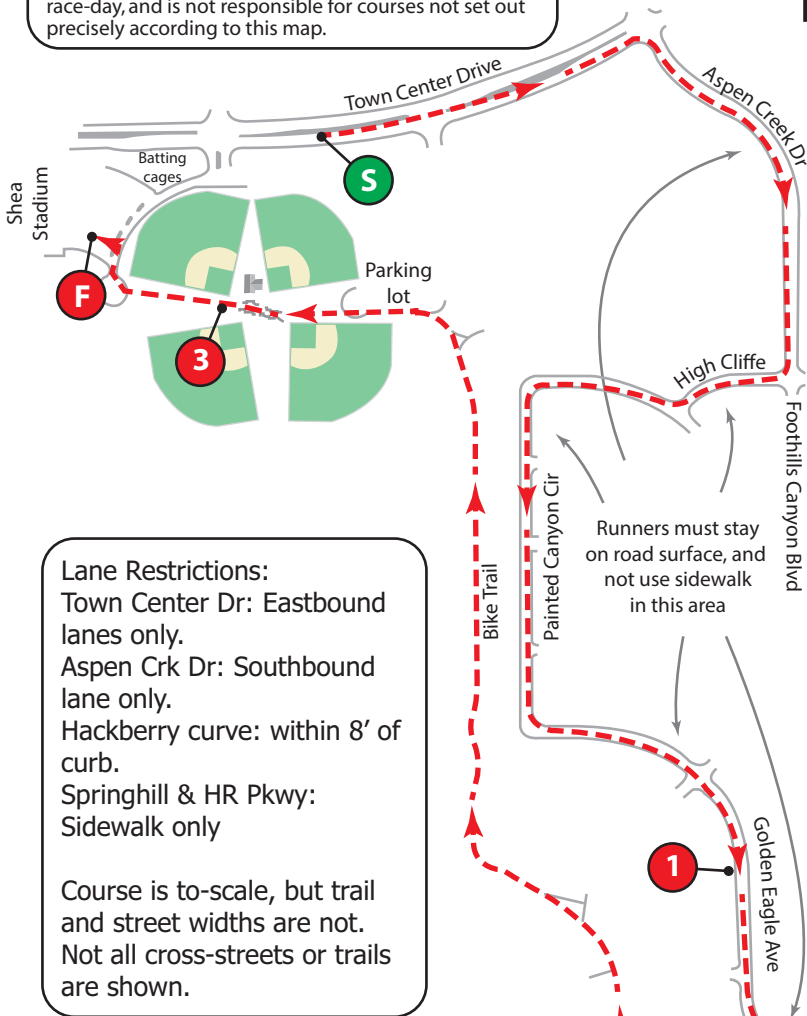 race-day, and is not responsible for courses not set out
precisely according to this map.
Town Center Drive
Aspen Creek Dr
Batting
cages
S
Shea
Stadium
F
3
Parking
lot
High Cliffe
Foothills Canyon Blvd
Painted Canyon Cir
Bike Trail
Runners must stay
on road surface, and
not use sidewalk
in this area
Lane Restrictions:
Town Center Dr: Eastbound
lanes only.
Aspen Crk Dr: Southbound
lane only.
Hackberry curve: within 8’ of
curb.
Springhill & HR Pkwy:
Sidewalk only
Course is to-scale, but trail
and street widths are not.
Not all cross-streets or trails
are shown.
1
Golden Eagle Ave